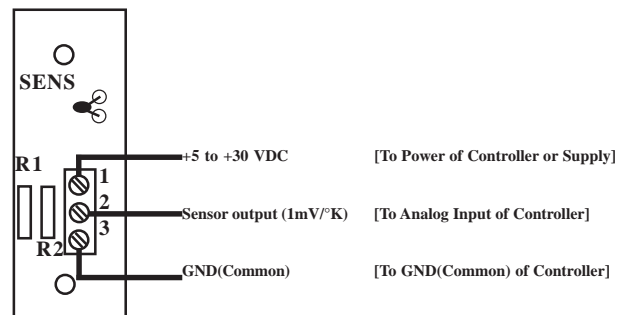 SENS
+5 to +30 VDC [To Power of Controller or Supply]
R1
1
2
Sensor output (1mV/°K) [To Analog Input of Controller]
3
R2
GND(Common) [To GND(Common) of Controller]